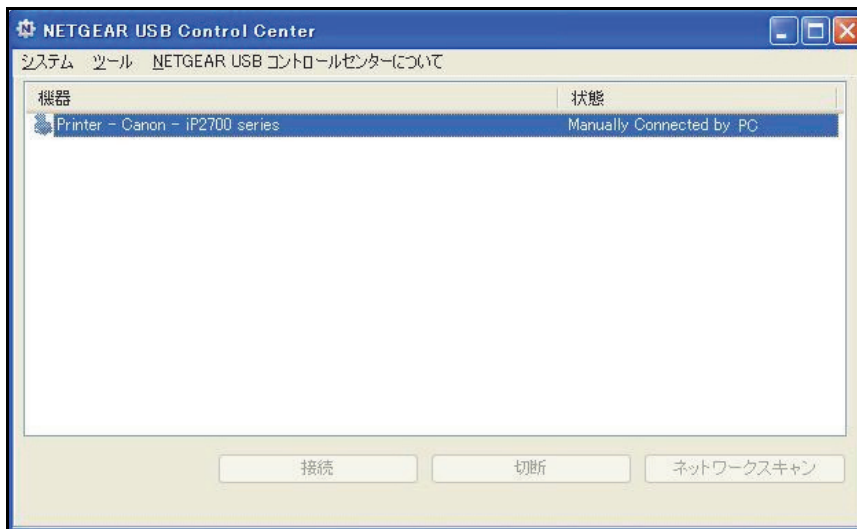 NETGEAR USB Control Center
システム ツール NETGEAR USB コントロールセンターについて
機器 状態
Printer - Canon - iP2700 series Manually Connected by PC
接続 切断 ネットワークスキャン